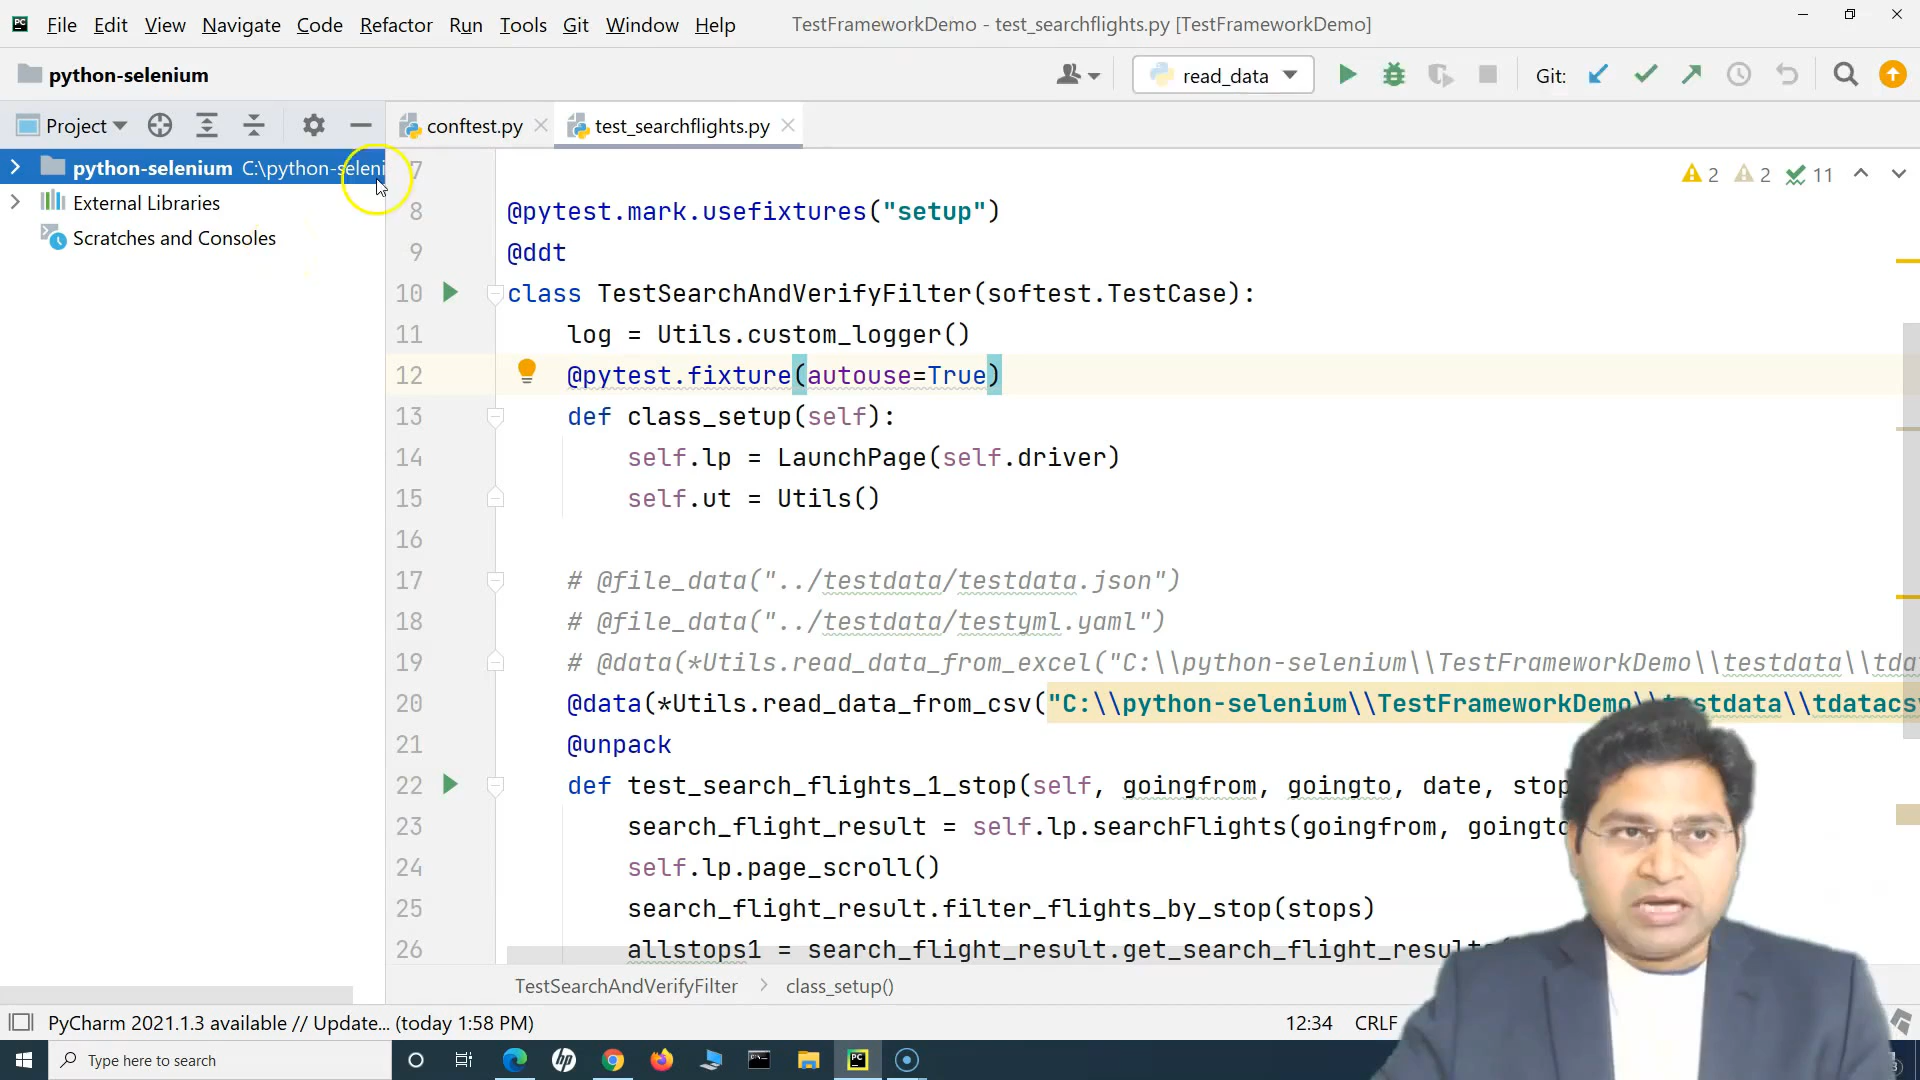 File Edit View Navigate Code Refactor Run Tools Git Window Help TestFrameworkDemo - test_searchflights.py [TestFrameworkDemo]
python-selenium read_data Git:
Project conftest.py test_searchflights.py
python-selenium C:\python-seleni
External Libraries
Scratches and Consoles
2 2 11
7
8 @pytest.mark.usefixtures("setup")
9 @ddt
10 class TestSearchAndVerifyFilter(softest.TestCase):
11 log = Utils.custom_logger()
12 @pytest.fixture(autouse=True)
13 def class_setup(self):
14 self.lp = LaunchPage(self.driver)
15 self.ut = Utils()
16
17 # @file_data("../testdata/testdata.json")
18 # @file_data("../testdata/testyml.yaml")
19 # @data(*Utils.read_data_from_excel("C:\\python-selenium\\TestFrameworkDemo\\testdata\\tda
20 @data(*Utils.read_data_from_csv("C:\\python-selenium\\TestFrameworkDemo\\testdata\\tdatacs
21 @unpack
22 def test_search_flights_1_stop(self, goingfrom, goingto, date, stop
23 search_flight_result = self.lp.searchFlights(goingfrom, goingto
24 self.lp.page_scroll()
25 search_flight_result.filter_flights_by_stop(stops)
26 allstops1 = search_flight_result.get_search_flight_results
TestSearchAndVerifyFilter > class_setup()
PyCharm 2021.1.3 available // Update... (today 1:58 PM) 12:34 CRLF
Type here to search